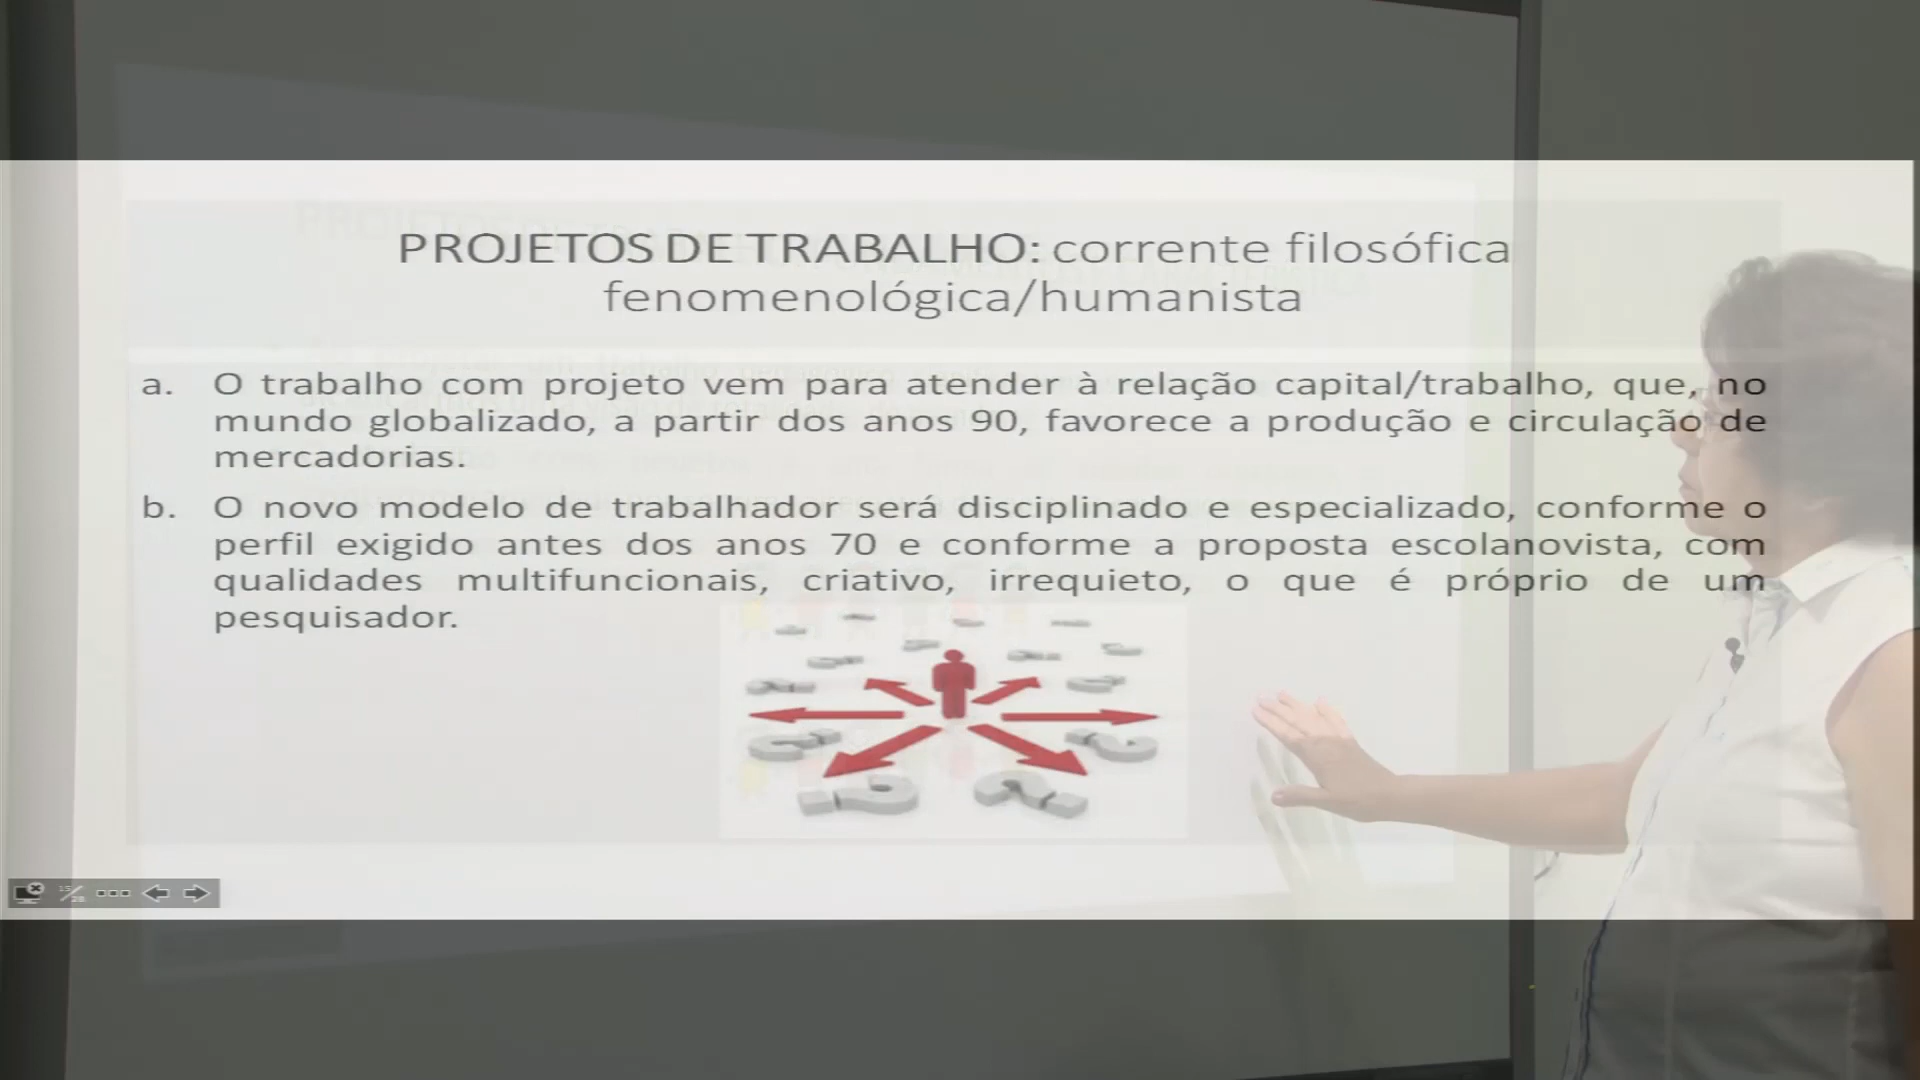 PROJETOS DE TRABALHO: corrente filosófica
fenomenológica/humanista
a. O trabalho com projeto vem para atender à relação capital/trabalho, que, no
mundo globalizado, a partir dos anos 90, favorece a produção e circulação de
mercadorias.
b. O novo modelo de trabalhador será disciplinado e especializado, conforme o
perfil exigido antes dos anos 70 e conforme a proposta escolanovista, com
qualidades multifuncionais, criativo, irrequieto, o que é próprio de um
pesquisador.
15/28